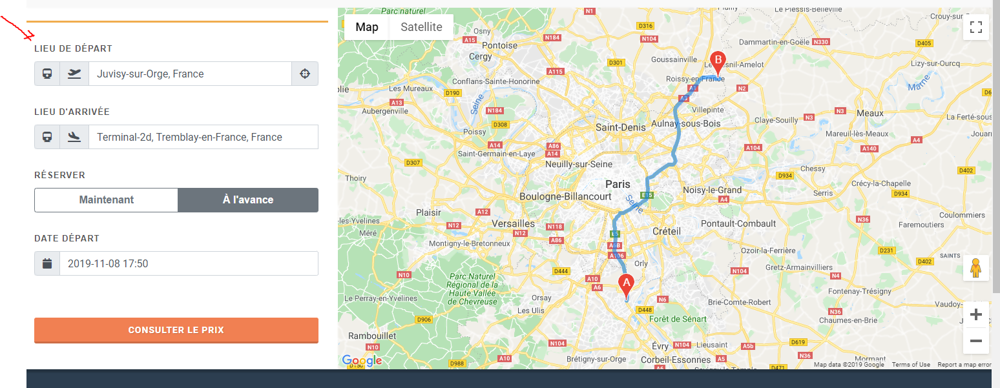 LIEU DE DÉPART
Juvisy-sur-Orge, France
LIEU D'ARRIVÉE
Terminal-2d, Tremblay-en-France, France
RÉSERVER
Maintenant À l'avance
DATE DÉPART
2019-11-08 17:50
CONSULTER LE PRIX
Map Satellite
Parc naturel
N1
Le Plessis-Belleville
Osny
D316
A15
N184
N104
Dammartin-en-Goële
N330
D405
Pontoise
Cergy
Goussainville
B
D301
Lizy-sur-Ourcq
A115
Roissy-en-France
Conflans-Sainte-Honorine
Les Mureaux
D190
A1
N2
Marne
Seine
A3
A13
Aubergenville
N184
Villepinte
N3
N3
Meaux
D308
Saint-Denis
Aulnay-sous-Bois
Claye-Souilly
Poissy
Mareuil-lès-Meaux
A4
A14
A86
A14
A104
A140
Saint-Germain-en-Laye
D307
Neuilly-sur-Seine
Chessy
D402
Thoiry
D934
Paris
Crécy-la-Chapelle
Noisy-le-Grand
Serris
D934
Boulogne-Billancourt
E15
A4
Seine
Plaisir
A12
Coulommiers
Versailles
N12
N118
N12
Pontault-Combault
N36
Faremoutiers
Méré
Créteil
E5
A86
Montigny-le-Bretonneux
A6B
Ozoir-la-Ferrière
D231
A106
SAINTS
Orly
D402
Gretz-Armainvilliers
D444
N104
N10
Parc Naturel
Régional de la
Haute Vallée
de Chevreuse
A10
A
N4
A6
Fontenay-Trésigny
Le Perray-en-Yvelines
Orsay
N6
Brie-Comte-Robert
Les Ulis
D448
N36
D906
Forêt de Sénart
Chaumes-en-Brie
Rambouillet
N104
N10
Évry
N104
Lieusaint
A5b
D619
N36
Google
D988
A10
Brétigny-sur-Orge
Corbeil-Essonnes
A5
Mormant
A6
D471
Map data ©2019 Google Terms of Use Report a map error